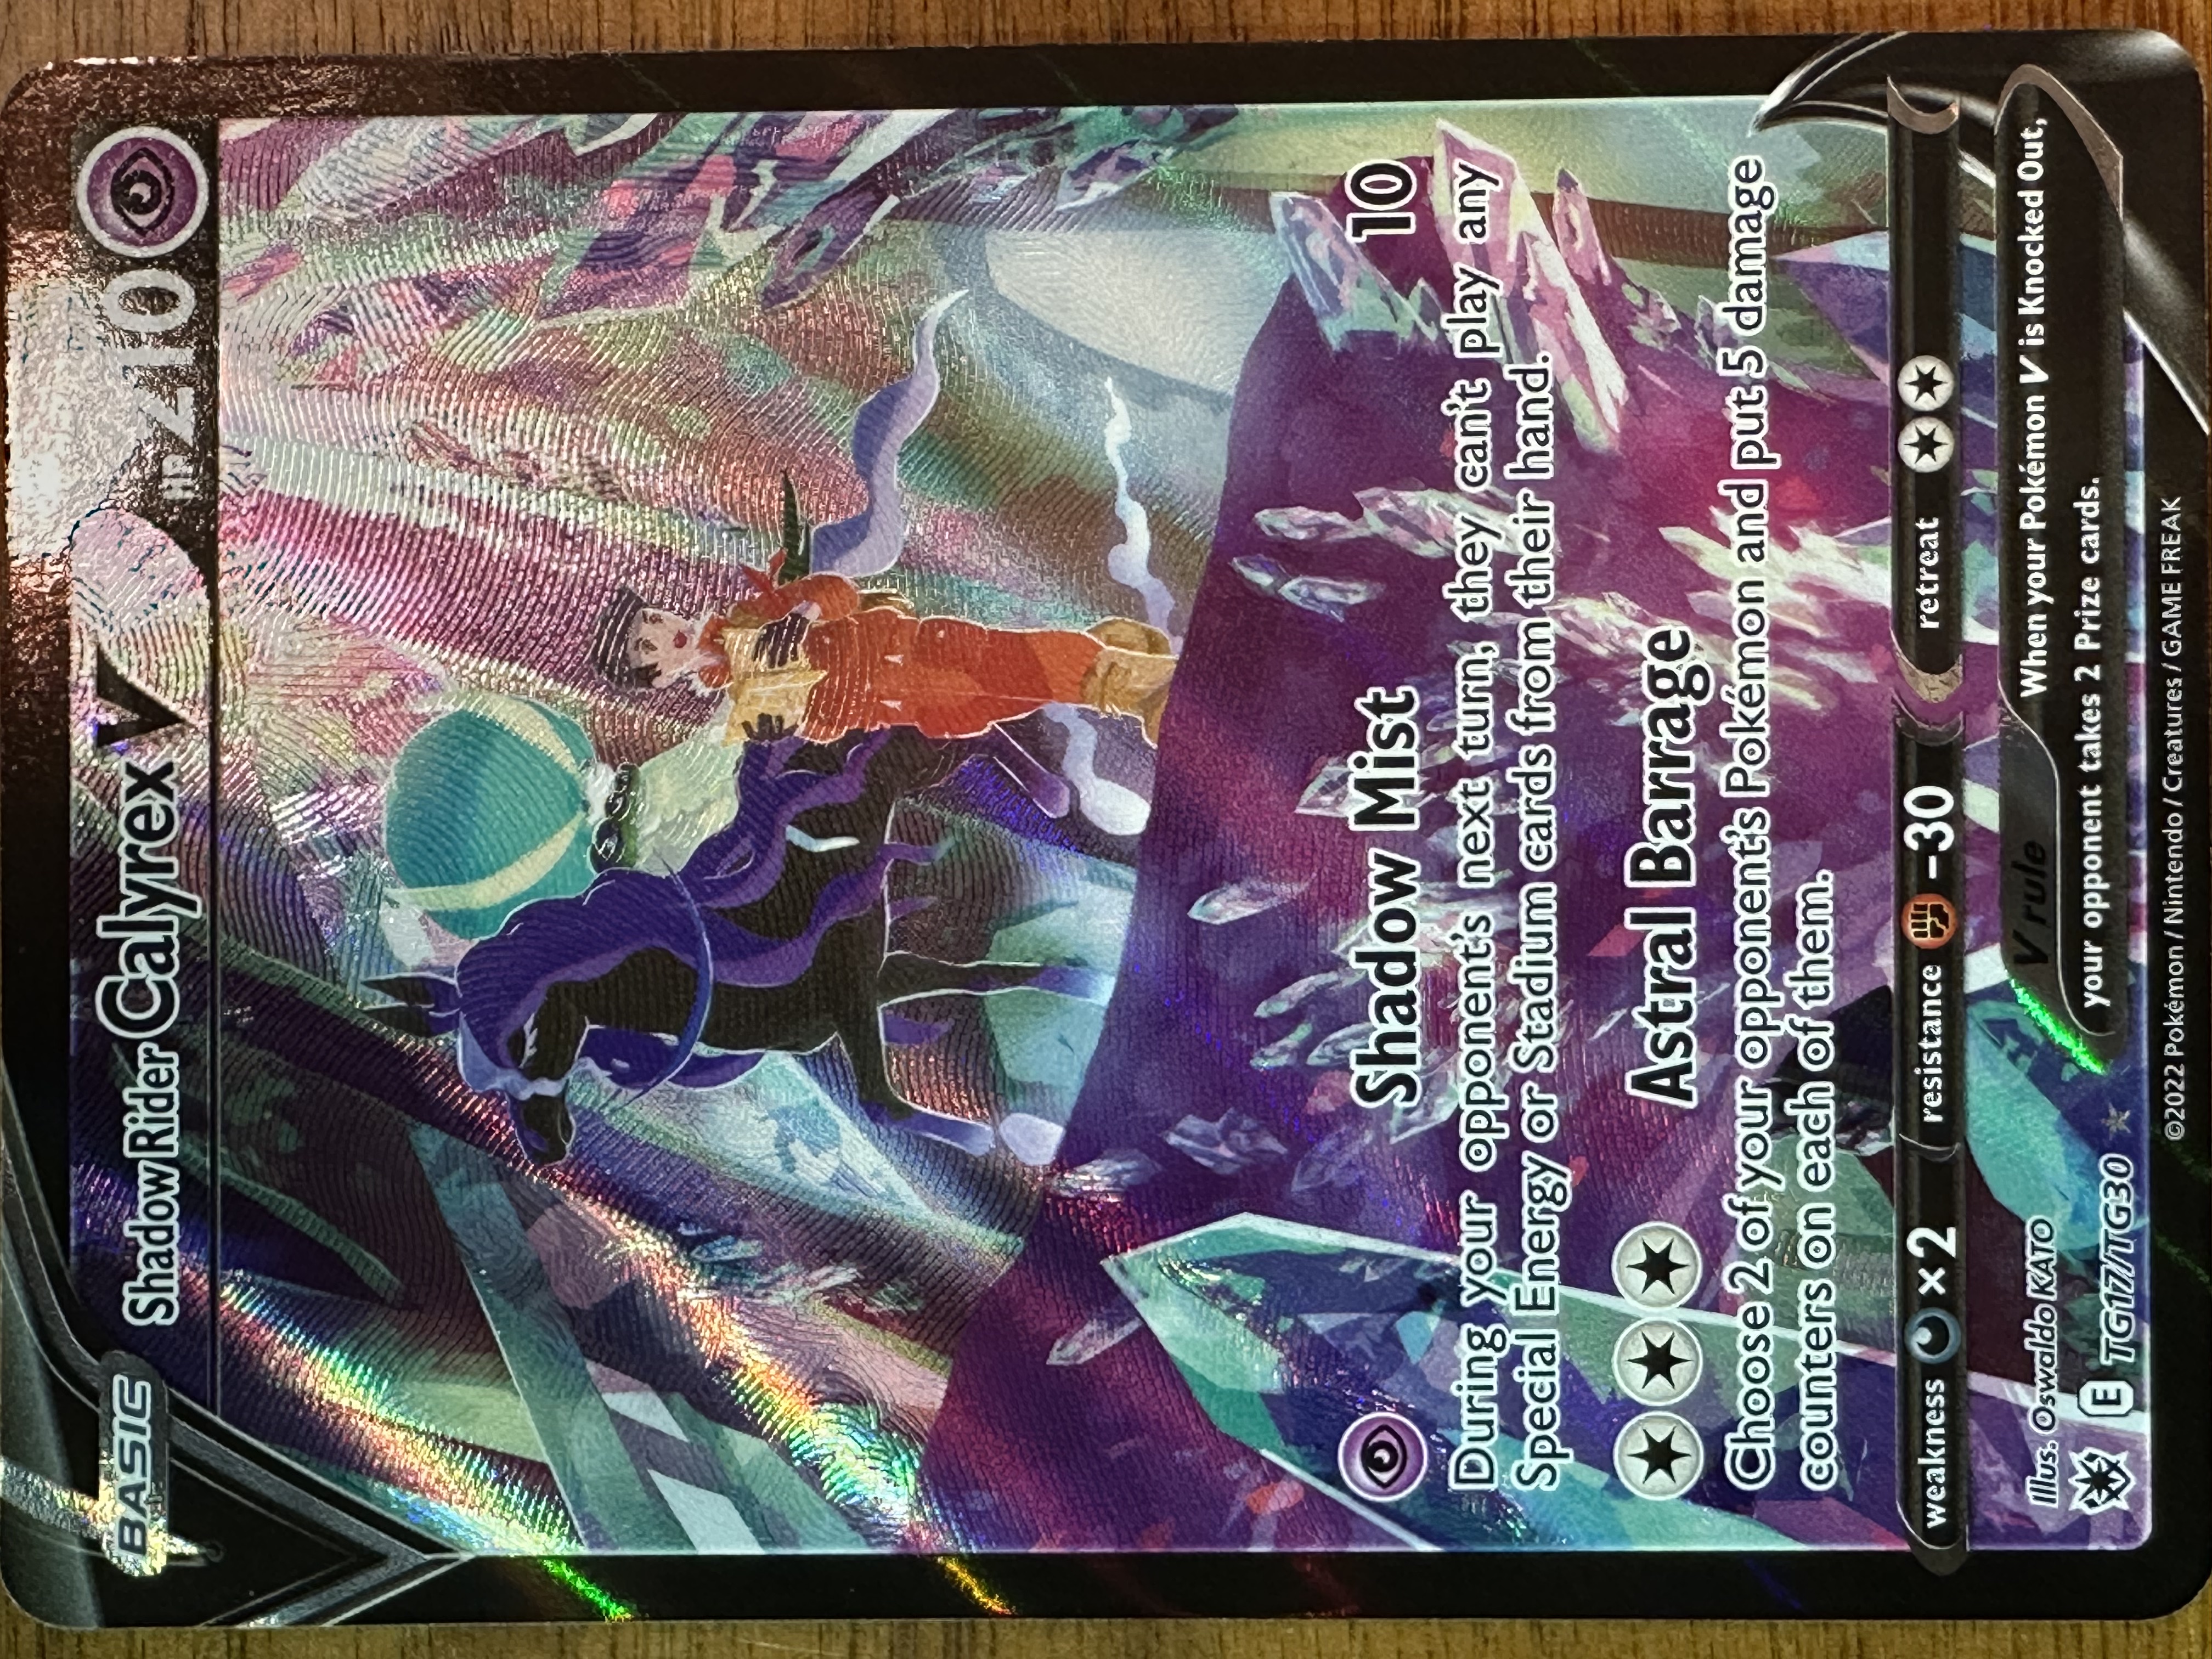 BASIC
Shadow Rider Calyrex V HP 210
Shadow Mist 10
During your opponent's next turn, they can't play any
Special Energy or Stadium cards from their hand.
Astral Barrage
Choose 2 of your opponent's Pokémon and put 5 damage
counters on each of them.
weakness ×2 resistance -30 retreat
Illus. Oswaldo KATO
V rule When your Pokémon V is Knocked Out,
your opponent takes 2 Prize cards.
E TG17/TG30
©2022 Pokémon / Nintendo / Creatures / GAME FREAK